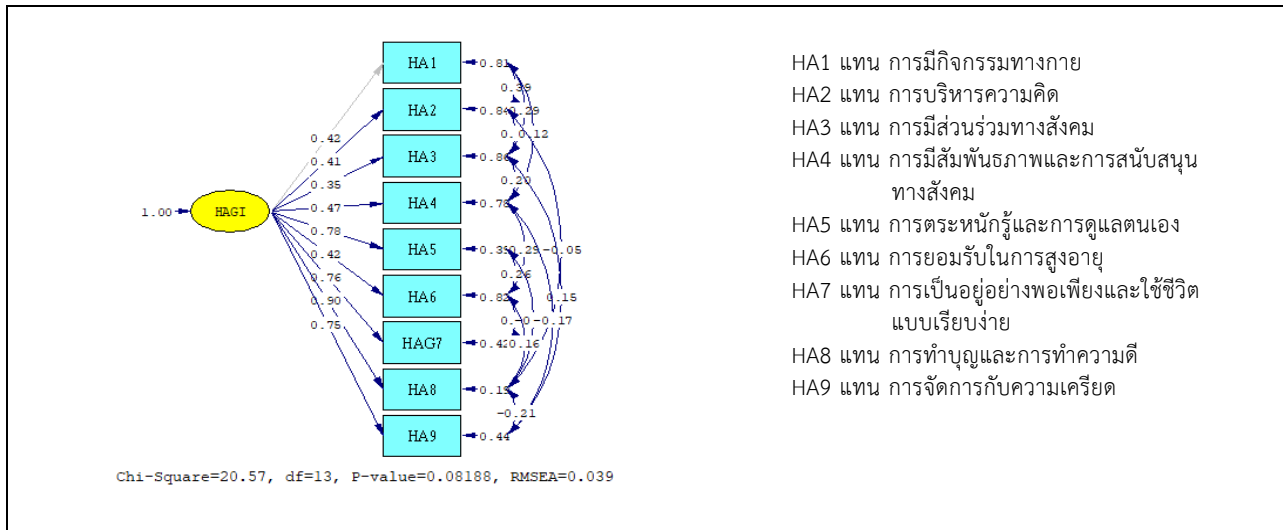 HA1
0.81
0.39
HA2
0.29
0.12
0.42
HA3
0.86
0.41
0.20
0.35
HA4
0.78
1.00
HAGI
0.47
0.78
HA5
0.29
-0.05
0.42
0.26
0.76
HA6
0.15
0.90
-0.17
0.75
HAG7
0.42
0.16
HA8
0.19
-0.21
HA9
0.44
Chi-Square=20.57, df=13, P-value=0.08188, RMSEA=0.039
HA1 แทน การมีกิจกรรมทางกาย
HA2 แทน การบริหารความคิด
HA3 แทน การมีส่วนร่วมทางสังคม
HA4 แทน การมีสัมพันธภาพและการสนับสนุน
ทางสังคม
HA5 แทน การตระหนักรู้และการดูแลตนเอง
HA6 แทน การยอมรับในการสูงอายุ
HA7 แทน การเป็นอยู่อย่างพอเพียงและใช้ชีวิต
แบบเรียบง่าย
HA8 แทน การทำบุญและการทำความดี
HA9 แทน การจัดการกับความเครียด